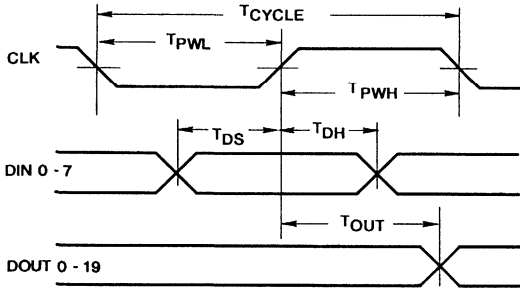 TCYCLE
TPWL
CLK
TPWH
TDS
TDH
DIN 0 - 7
TOUT
DOUT 0 - 19